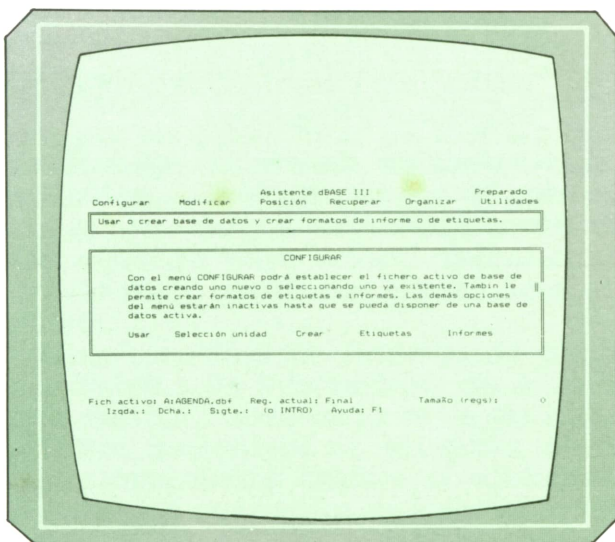 Asistente dBASE III Preparado
Configurar Modificar Posición Recuperar Organizar Utilidades
Usar o crear base de datos y crear formatos de informe o de etiquetas.
CONFIGURAR
Con el menú CONFIGURAR podrá establecer el fichero activo de base de
datos creando uno nuevo o seleccionando uno ya existente. Tambin le
permite crear formatos de etiquetas e informes. Las demás opciones
del menú estarán inactivas hasta que se pueda disponer de una base de
datos activa.
Usar Selección unidad Crear Etiquetas Informes
Fich activo: A:AGENDA.dbf Reg. actual: Final Tamaño (regs): 0
Izqda.: Dcha.: Sigte.: (o INTRO) Ayuda: F1